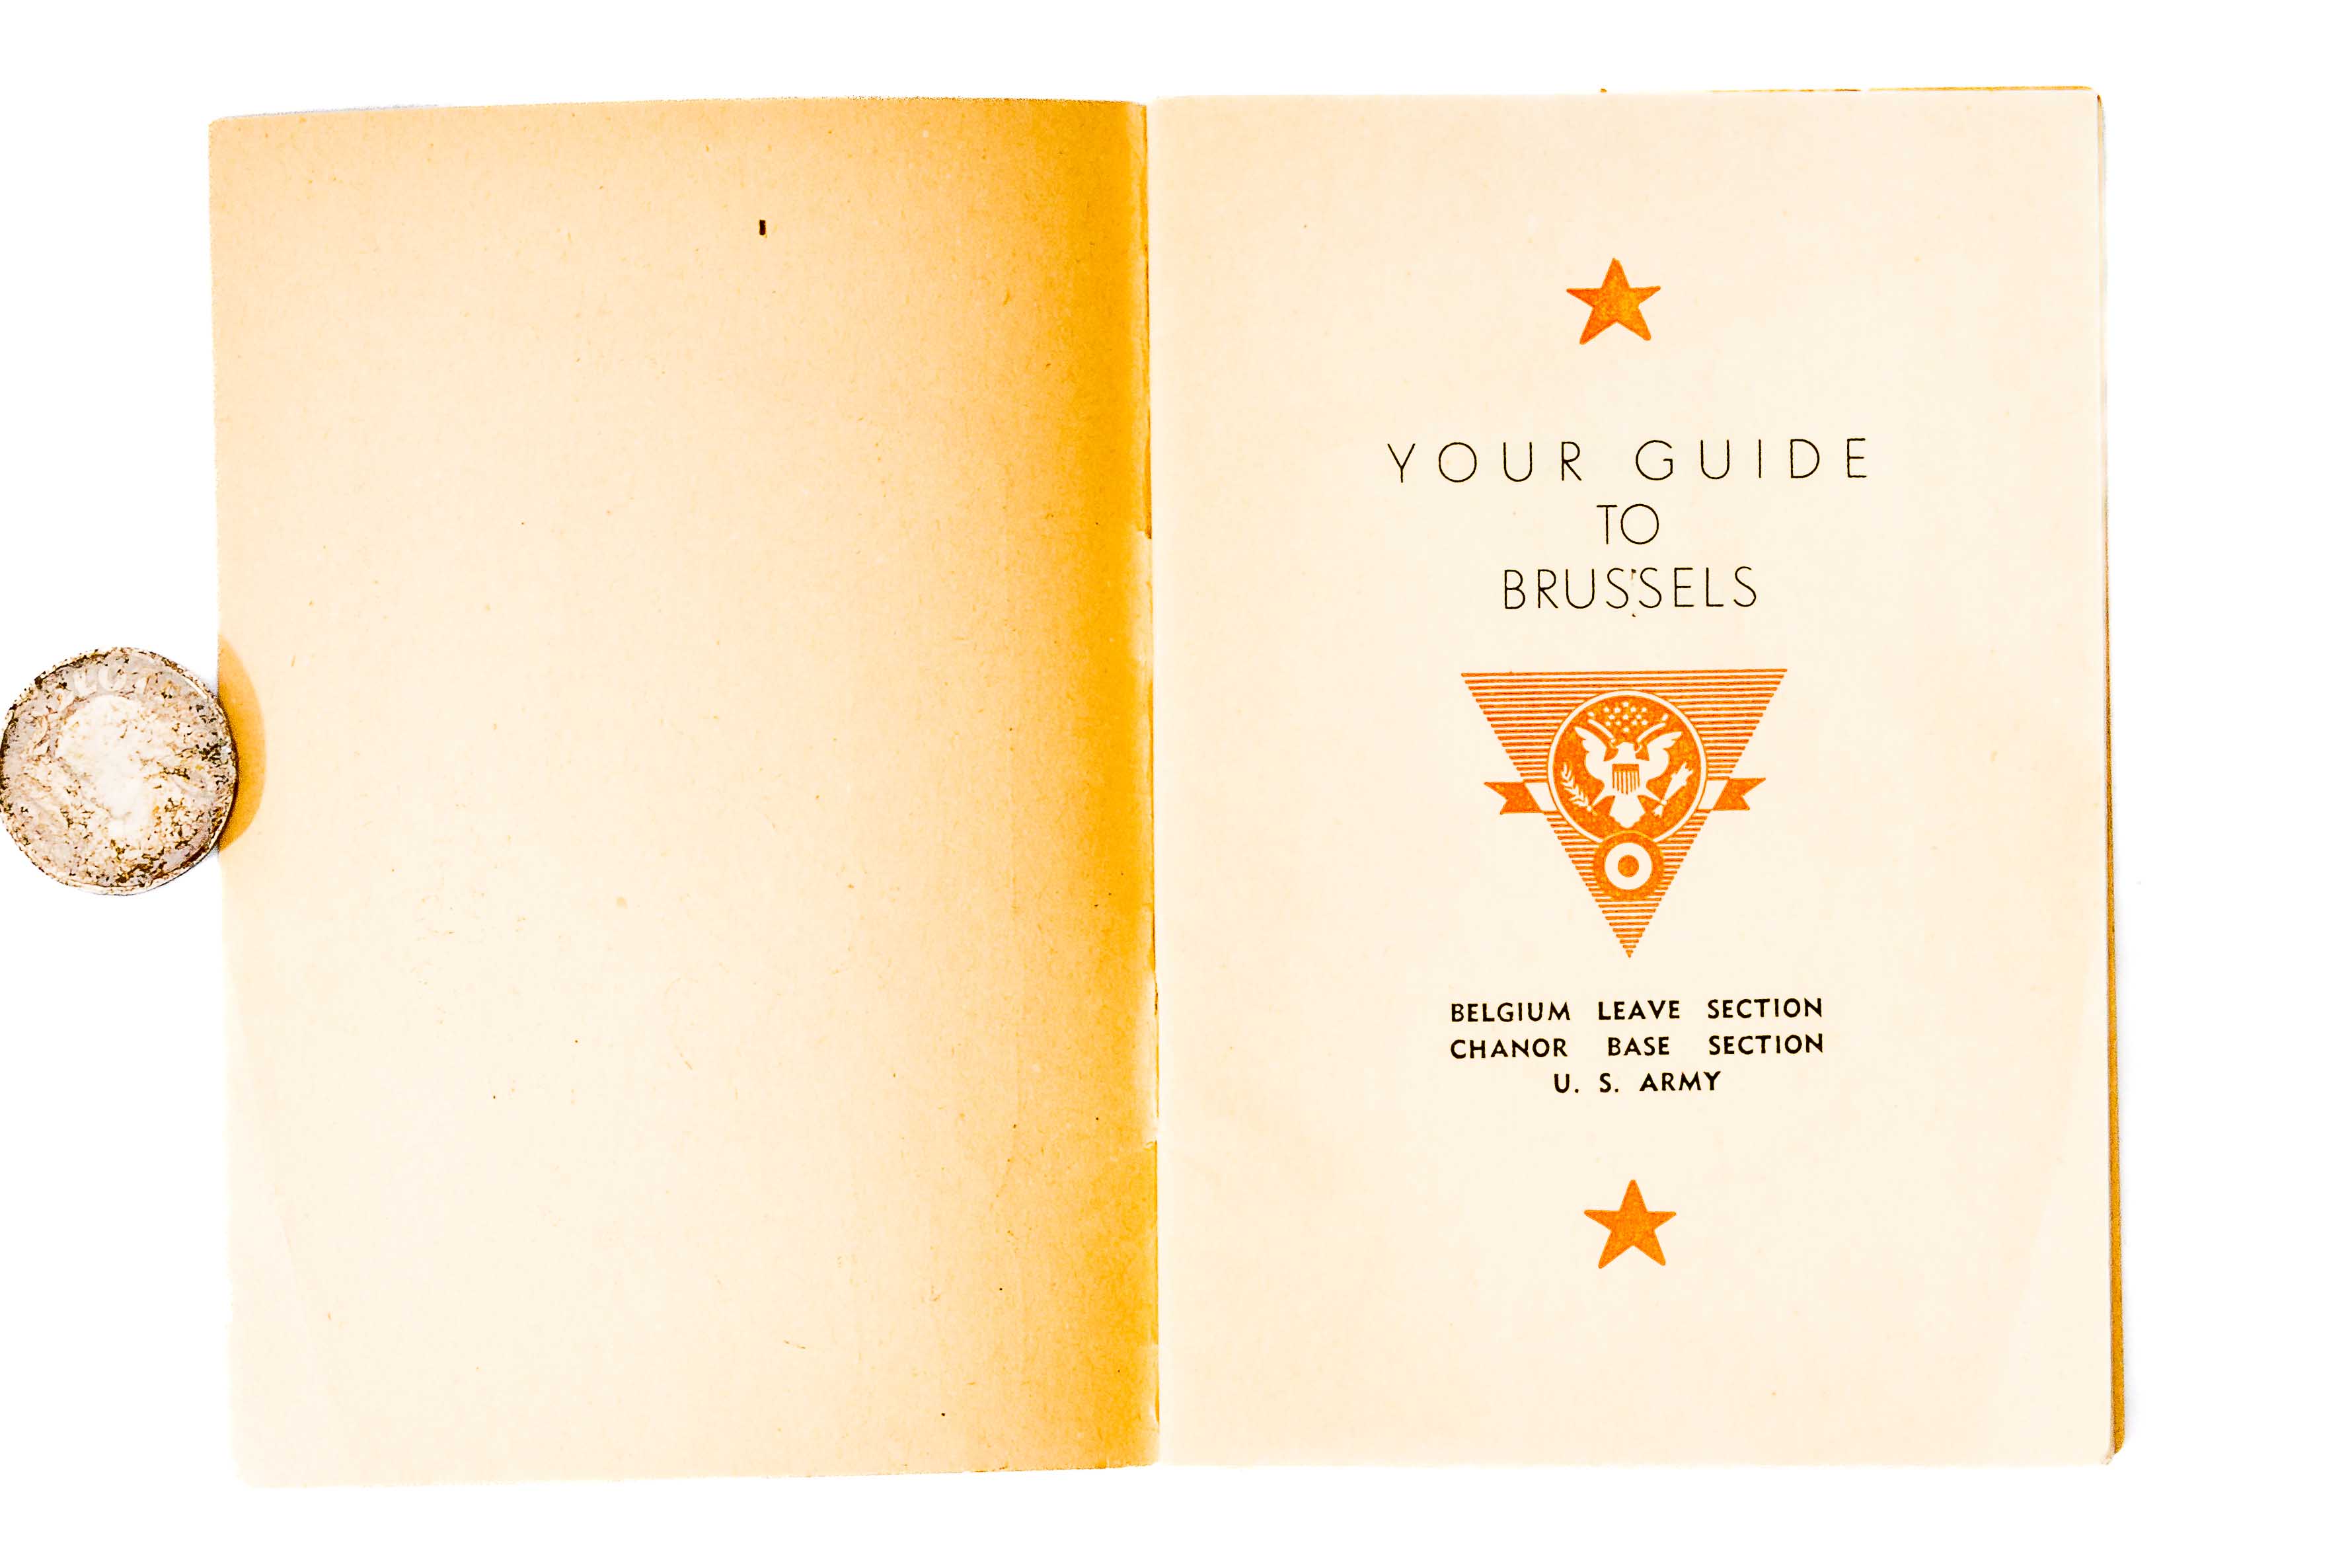 YOUR GUIDE
TO
BRUSSELS
BELGIUM LEAVE SECTION
CHANOR BASE SECTION
U. S. ARMY